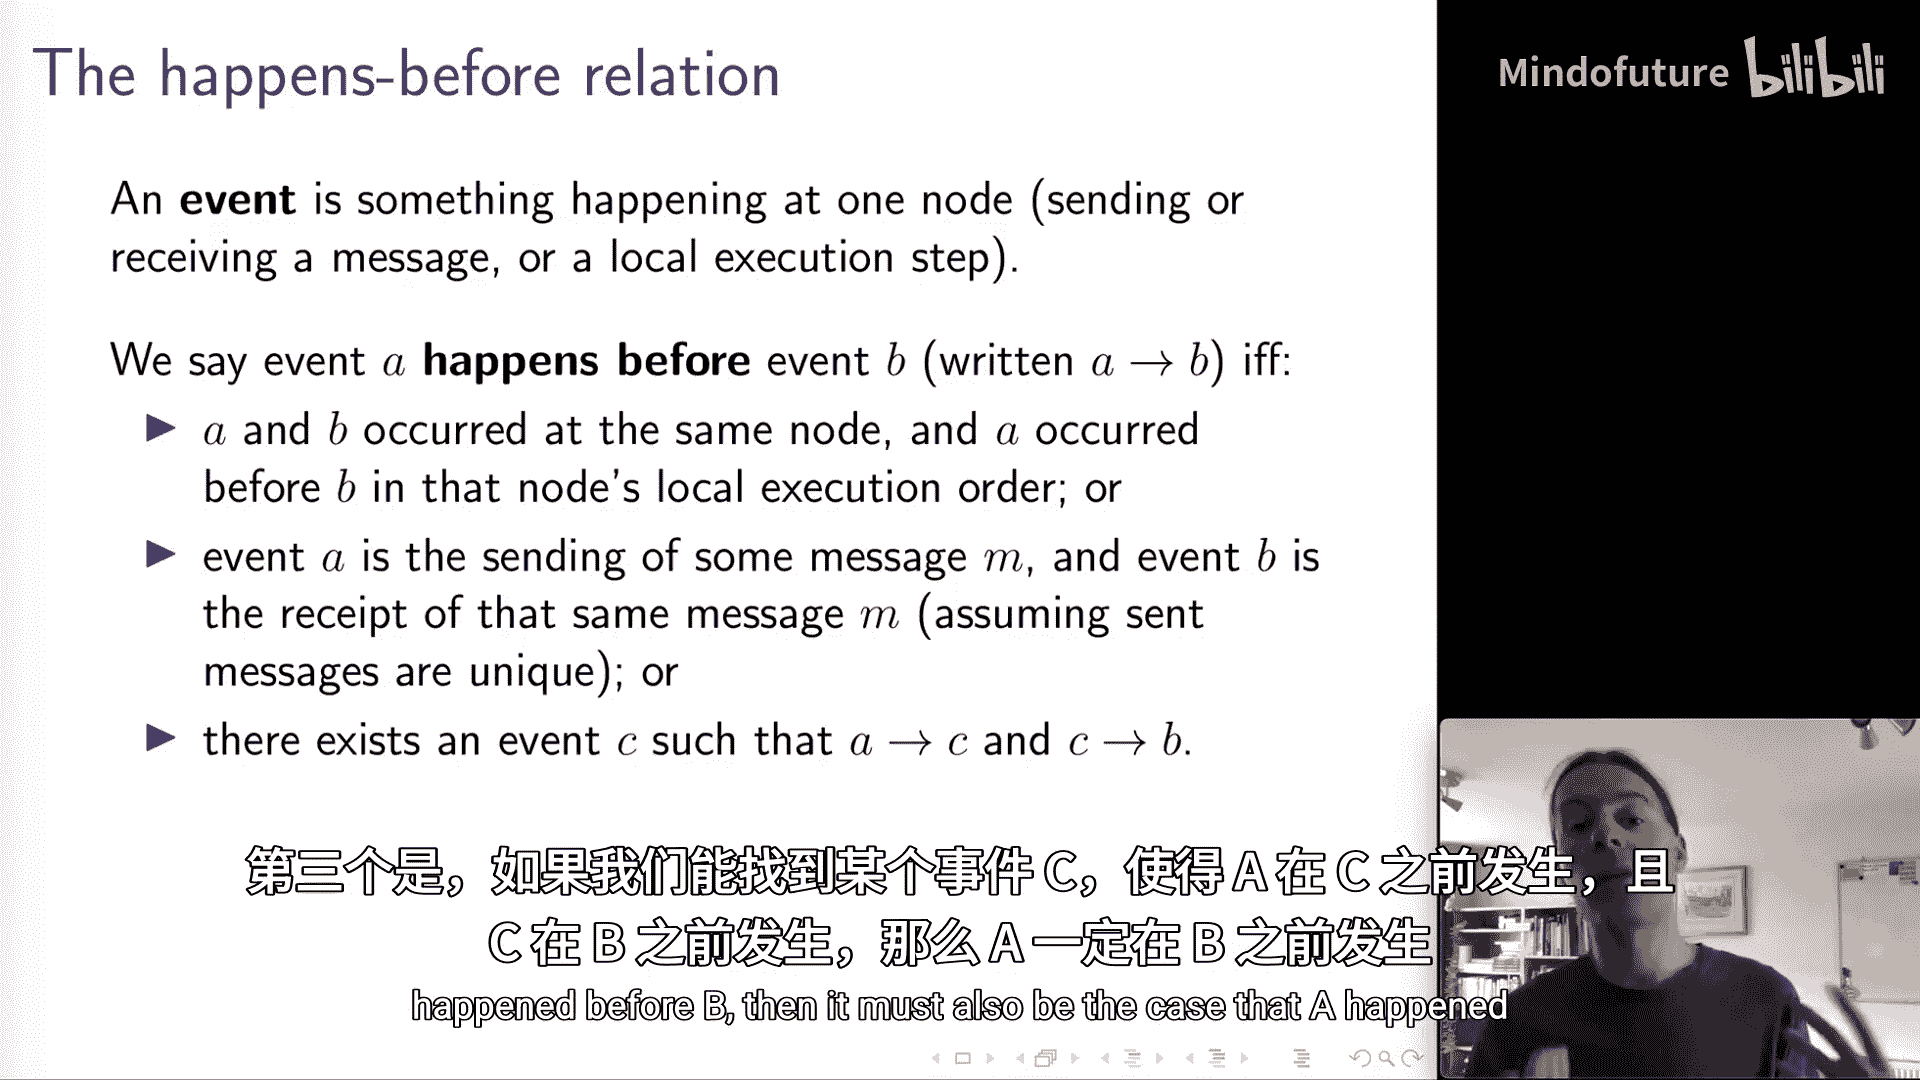 The happens-before relation
Mindofuture bilibili
An event is something happening at one node (sending or
receiving a message, or a local execution step).
We say event a happens before event b (written a → b) iff:
▶ a and b occurred at the same node, and a occurred
before b in that node's local execution order; or
▶ event a is the sending of some message m, and event b is
the receipt of that same message m (assuming sent
messages are unique); or
▶ there exists an event c such that a → c and c → b.
第三个是，如果我们能找到某个事件 C，使得 A 在 C 之前发生，且
C 在 B 之前发生，那么 A 一定在 B 之前发生
happened before B, then it must also be the case that A happened